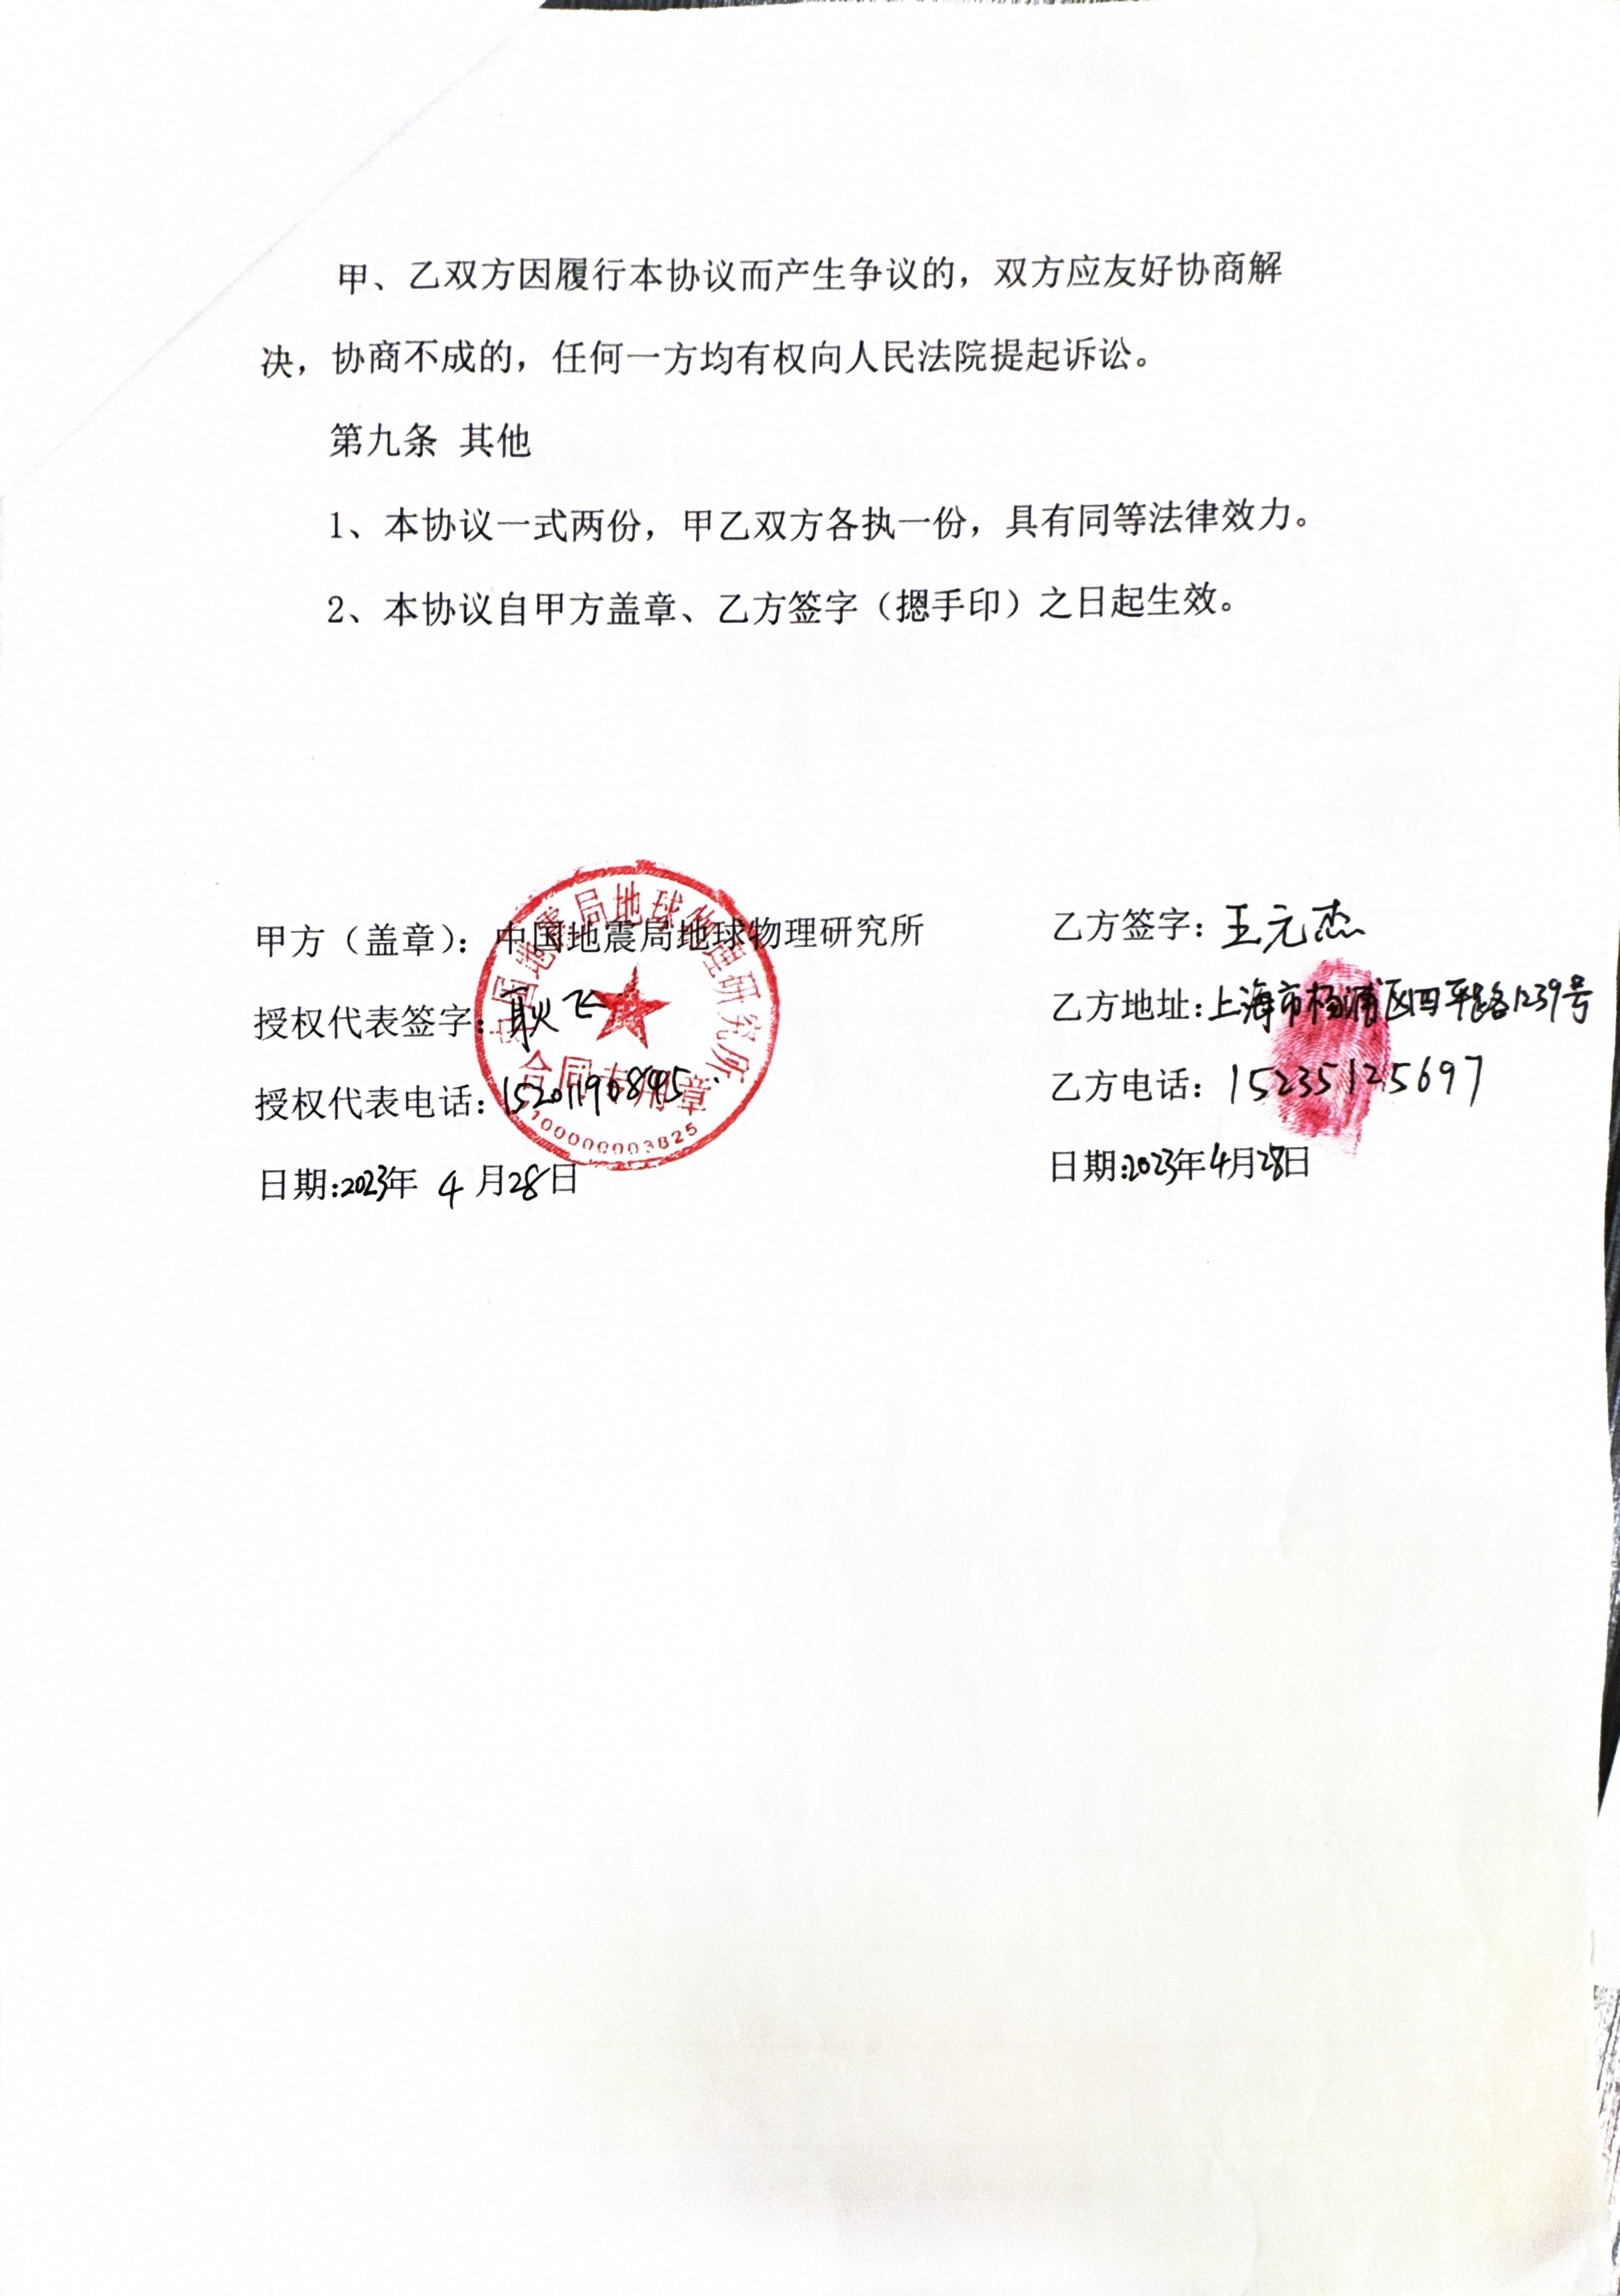 甲、乙双方因履行本协议而产生争议的，双方应友好协商解
决，协商不成的，任何一方均有权向人民法院提起诉讼。
第九条 其他
1、本协议一式两份，甲乙双方各执一份，具有同等法律效力。
2、本协议自甲方盖章、乙方签字（摁手印）之日起生效。
甲方（盖章）：中国地震局地球物理研究所
授权代表签字：耿飞
授权代表电话：15201190845
日期:2023年 4 月28日
中国地震局地球物理研究所
合同专用章
1100000003825
乙方签字：王元杰
乙方地址：上海市杨浦区四平路1239号
乙方电话：15235125697
日期:2023年4月28日